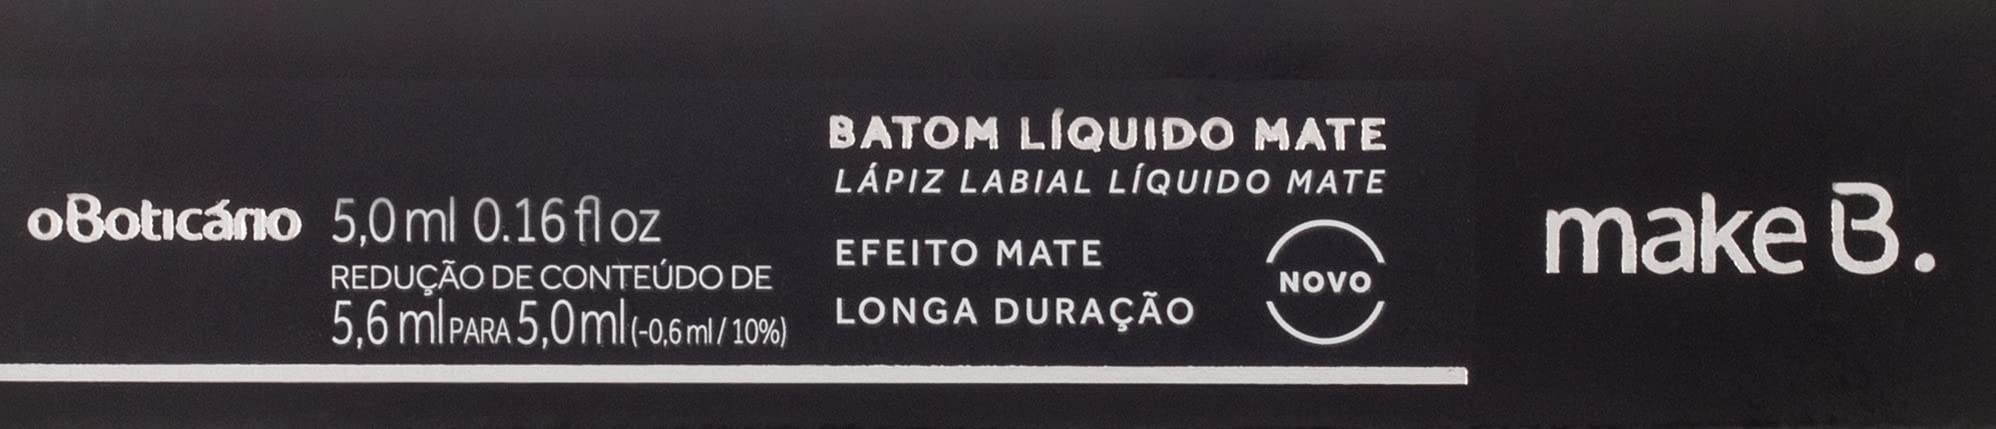 oBoticário
5,0 ml 0.16 fl oz
REDUÇÃO DE CONTEÚDO DE
5,6 ml PARA 5,0 ml (-0,6 ml / 10%)
BATOM LÍQUIDO MATE
LÁPIZ LABIAL LÍQUIDO MATE
EFEITO MATE
LONGA DURAÇÃO
NOVO
make B.